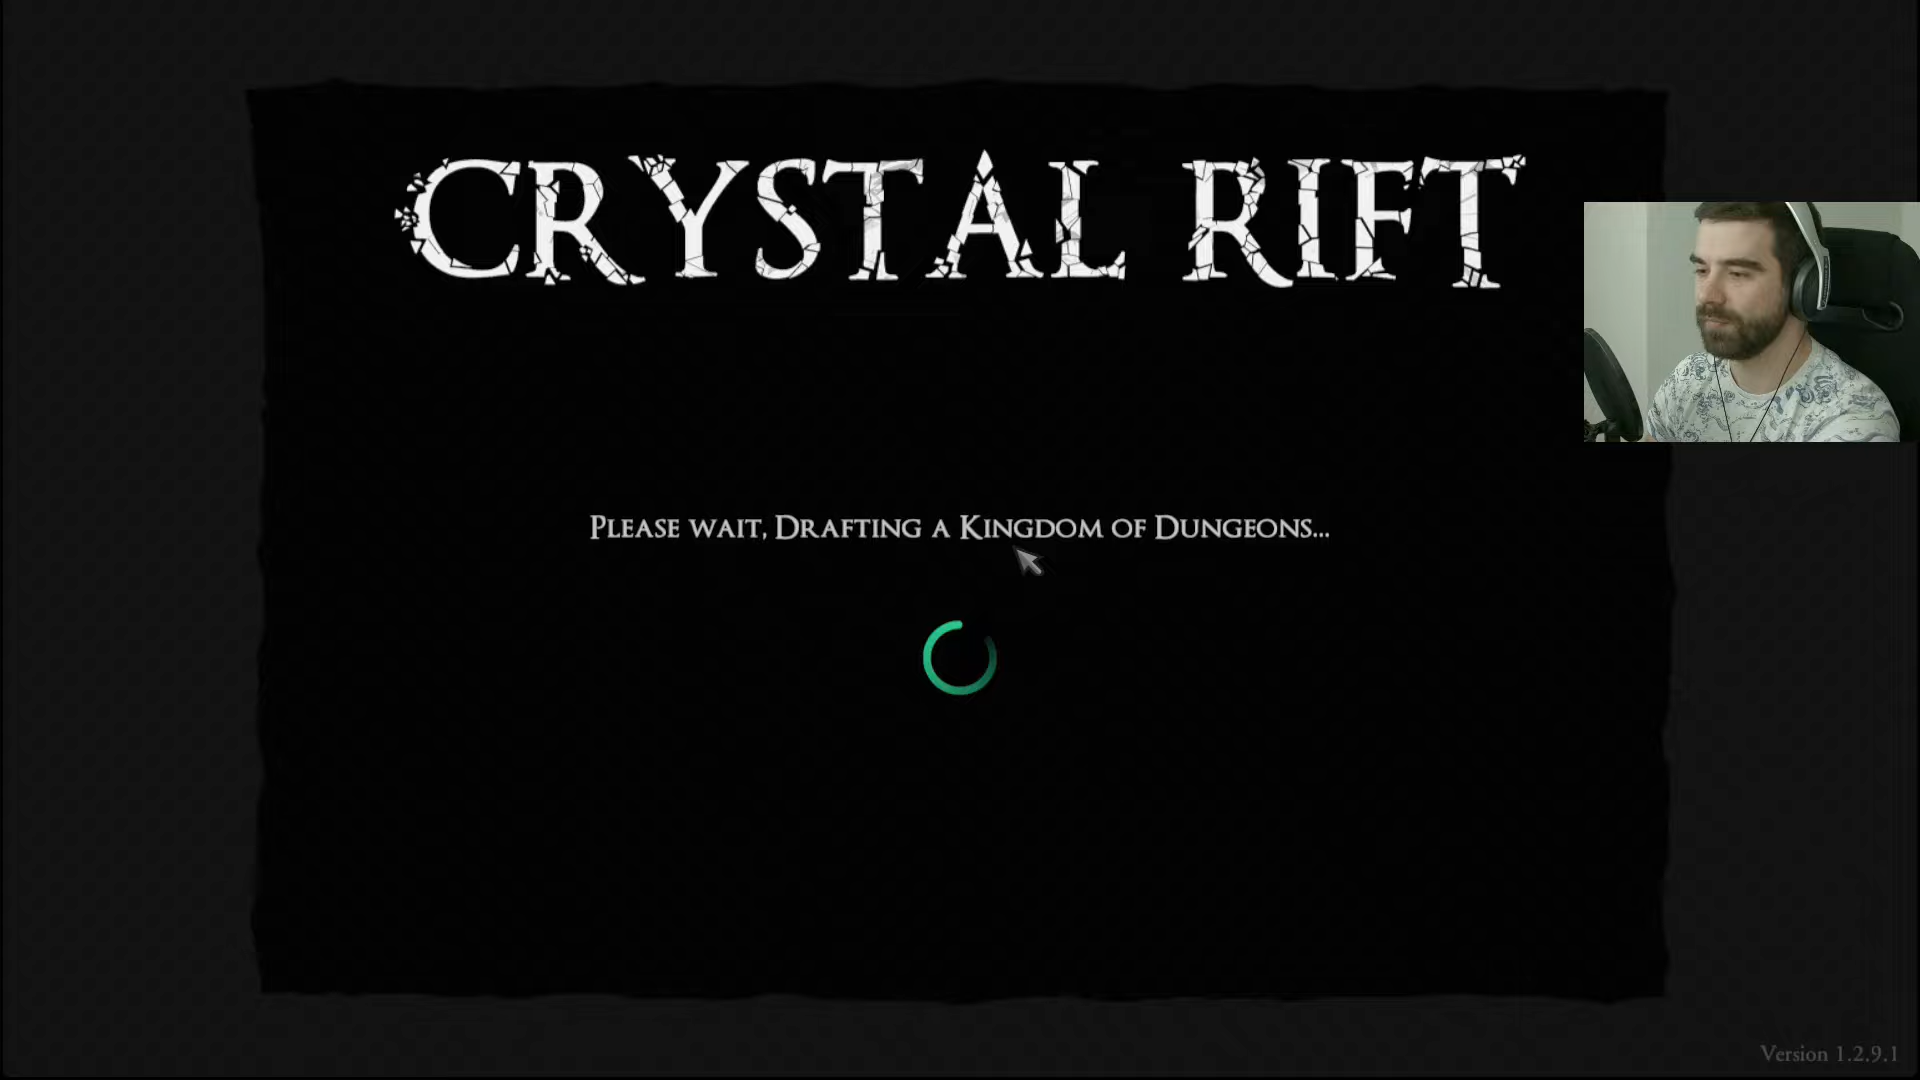 CRYSTAL RIFT
PLEASE WAIT, DRAFTING A KINGDOM OF DUNGEONS...
Version 1.2.9.1